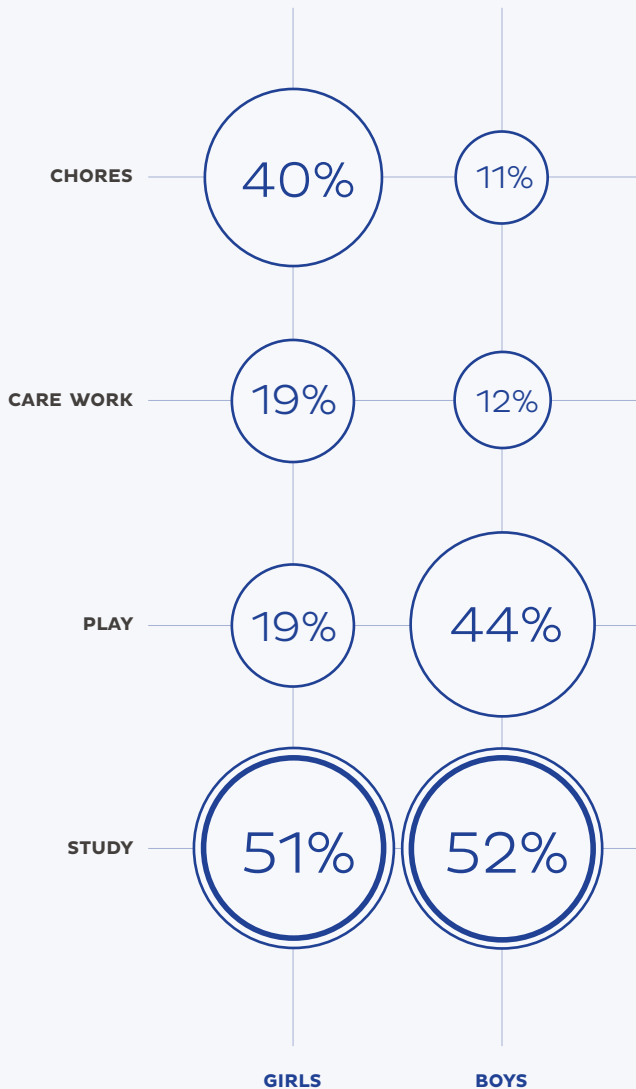 CHORES
40%
11%
CARE WORK
19%
12%
PLAY
19%
44%
STUDY
51%
52%
GIRLS
BOYS